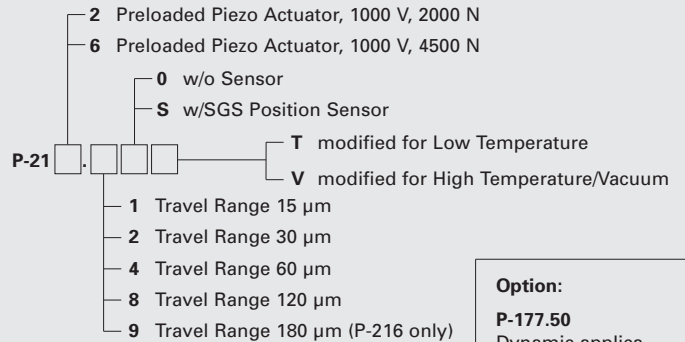 2 Preloaded Piezo Actuator, 1000 V, 2000 N
6 Preloaded Piezo Actuator, 1000 V, 4500 N
0 w/o Sensor
S w/SGS Position Sensor
T modified for Low Temperature
P-21 .
V modified for High Temperature/Vacuum
1 Travel Range 15 µm
2 Travel Range 30 µm
4 Travel Range 60 µm
Option:
8 Travel Range 120 µm
P-177.50
9 Travel Range 180 µm (P-216 only)
Dynamic applica-